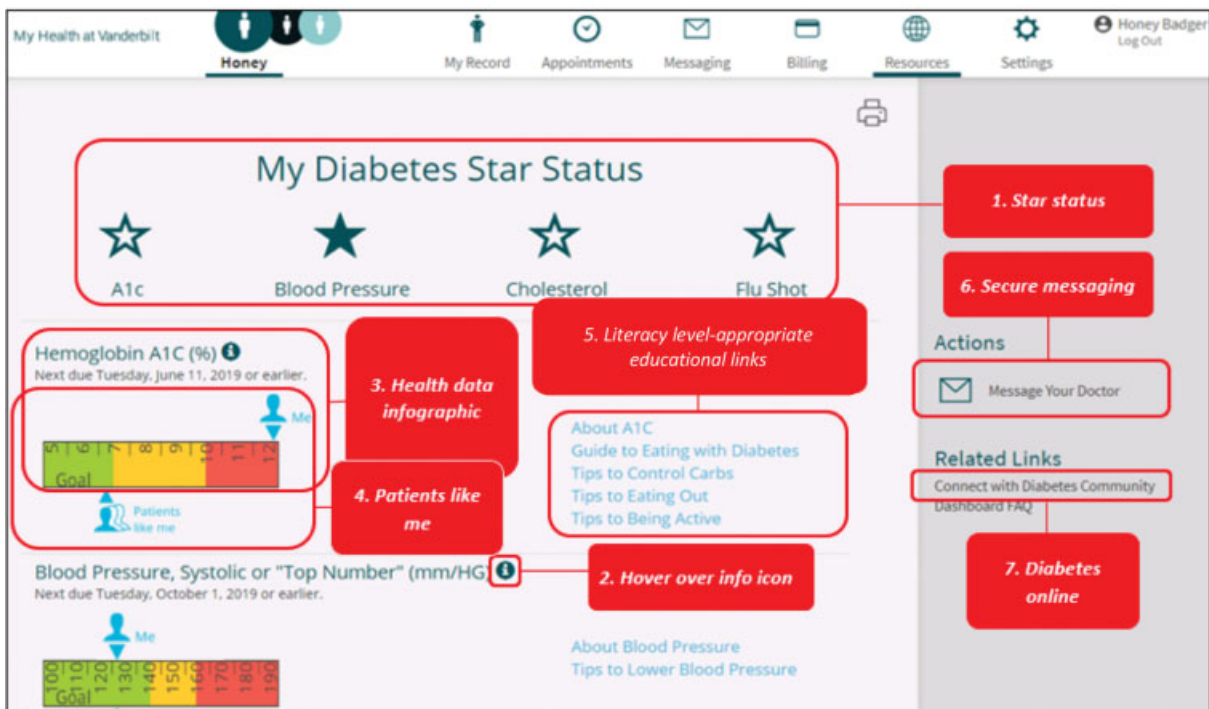 My Health at Vanderbilt
Honey
My Record
Appointments
Messaging
Billing
Resources
Settings
Honey Badger
Log Out
My Diabetes Star Status
A1c
Blood Pressure
Cholesterol
Flu Shot
1. Star status
6. Secure messaging
Actions
Message Your Doctor
Related Links
Connect with Diabetes Community
Dashboard FAQ
7. Diabetes
online
Hemoglobin A1C (%)
Next due Tuesday, June 11, 2019 or earlier.
Me
5 6 7 8 9 10 11 12
Goal
Patients
like me
3. Health data
infographic
4. Patients like
me
5. Literacy level-appropriate
educational links
About A1C
Guide to Eating with Diabetes
Tips to Control Carbs
Tips to Eating Out
Tips to Being Active
Blood Pressure, Systolic or "Top Number" (mm/HG)
Next due Tuesday, October 1, 2019 or earlier.
2. Hover over info icon
Me
100 110 120 130 140 150 160 170 180 190
Goal
About Blood Pressure
Tips to Lower Blood Pressure